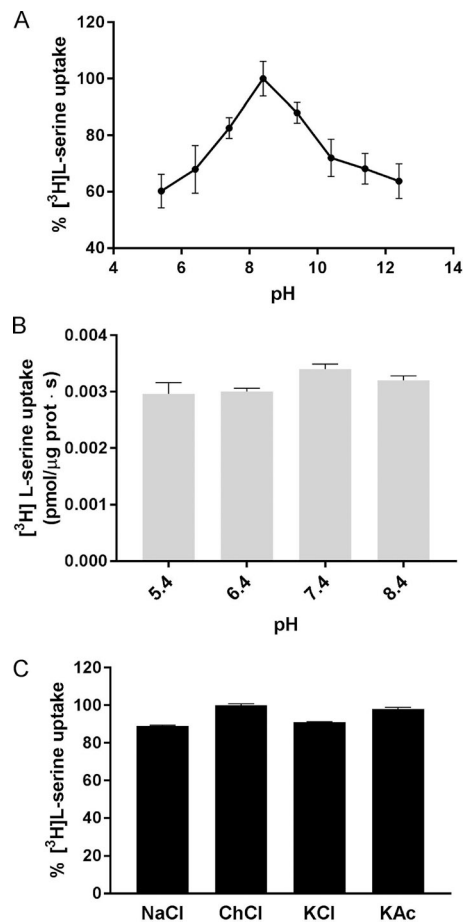 A
% [³H]L-serine uptake
120
100
80
60
40
4 6 8 10 12 14
pH
B
[³H] L-serine uptake
(pmol/µg prot · s)
0.004
0.003
0.002
0.001
0.000
5.4 6.4 7.4 8.4
pH
C
% [³H]L-serine uptake
120
100
80
60
40
20
0
NaCl ChCl KCl KAc